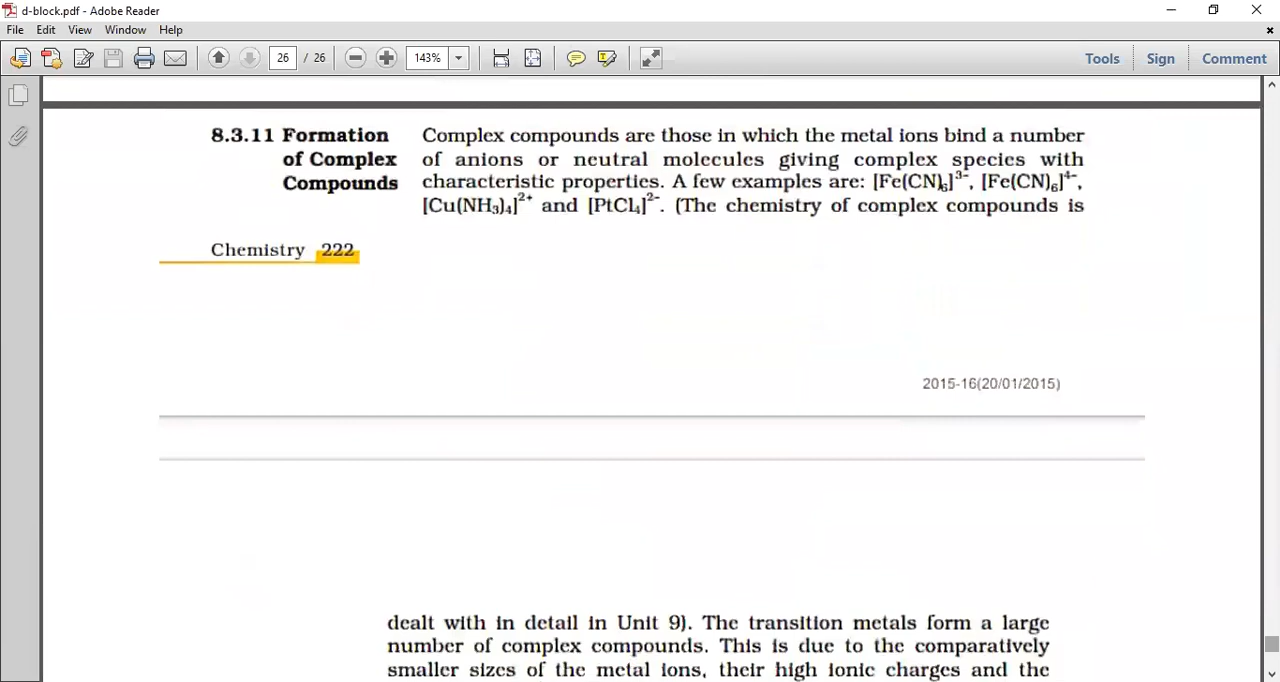 d-block.pdf - Adobe Reader
File Edit View Window Help
26 / 26 143% Tools Sign Comment
8.3.11 Formation of Complex Compounds
Complex compounds are those in which the metal ions bind a number
of anions or neutral molecules giving complex species with
characteristic properties. A few examples are: [Fe(CN)₆]³⁻, [Fe(CN)₆]⁴⁻,
[Cu(NH₃)₄]²⁺ and [PtCl₄]²⁻. (The chemistry of complex compounds is
Chemistry 222
2015-16(20/01/2015)
dealt with in detail in Unit 9). The transition metals form a large
number of complex compounds. This is due to the comparatively
smaller sizes of the metal ions, their high ionic charges and the